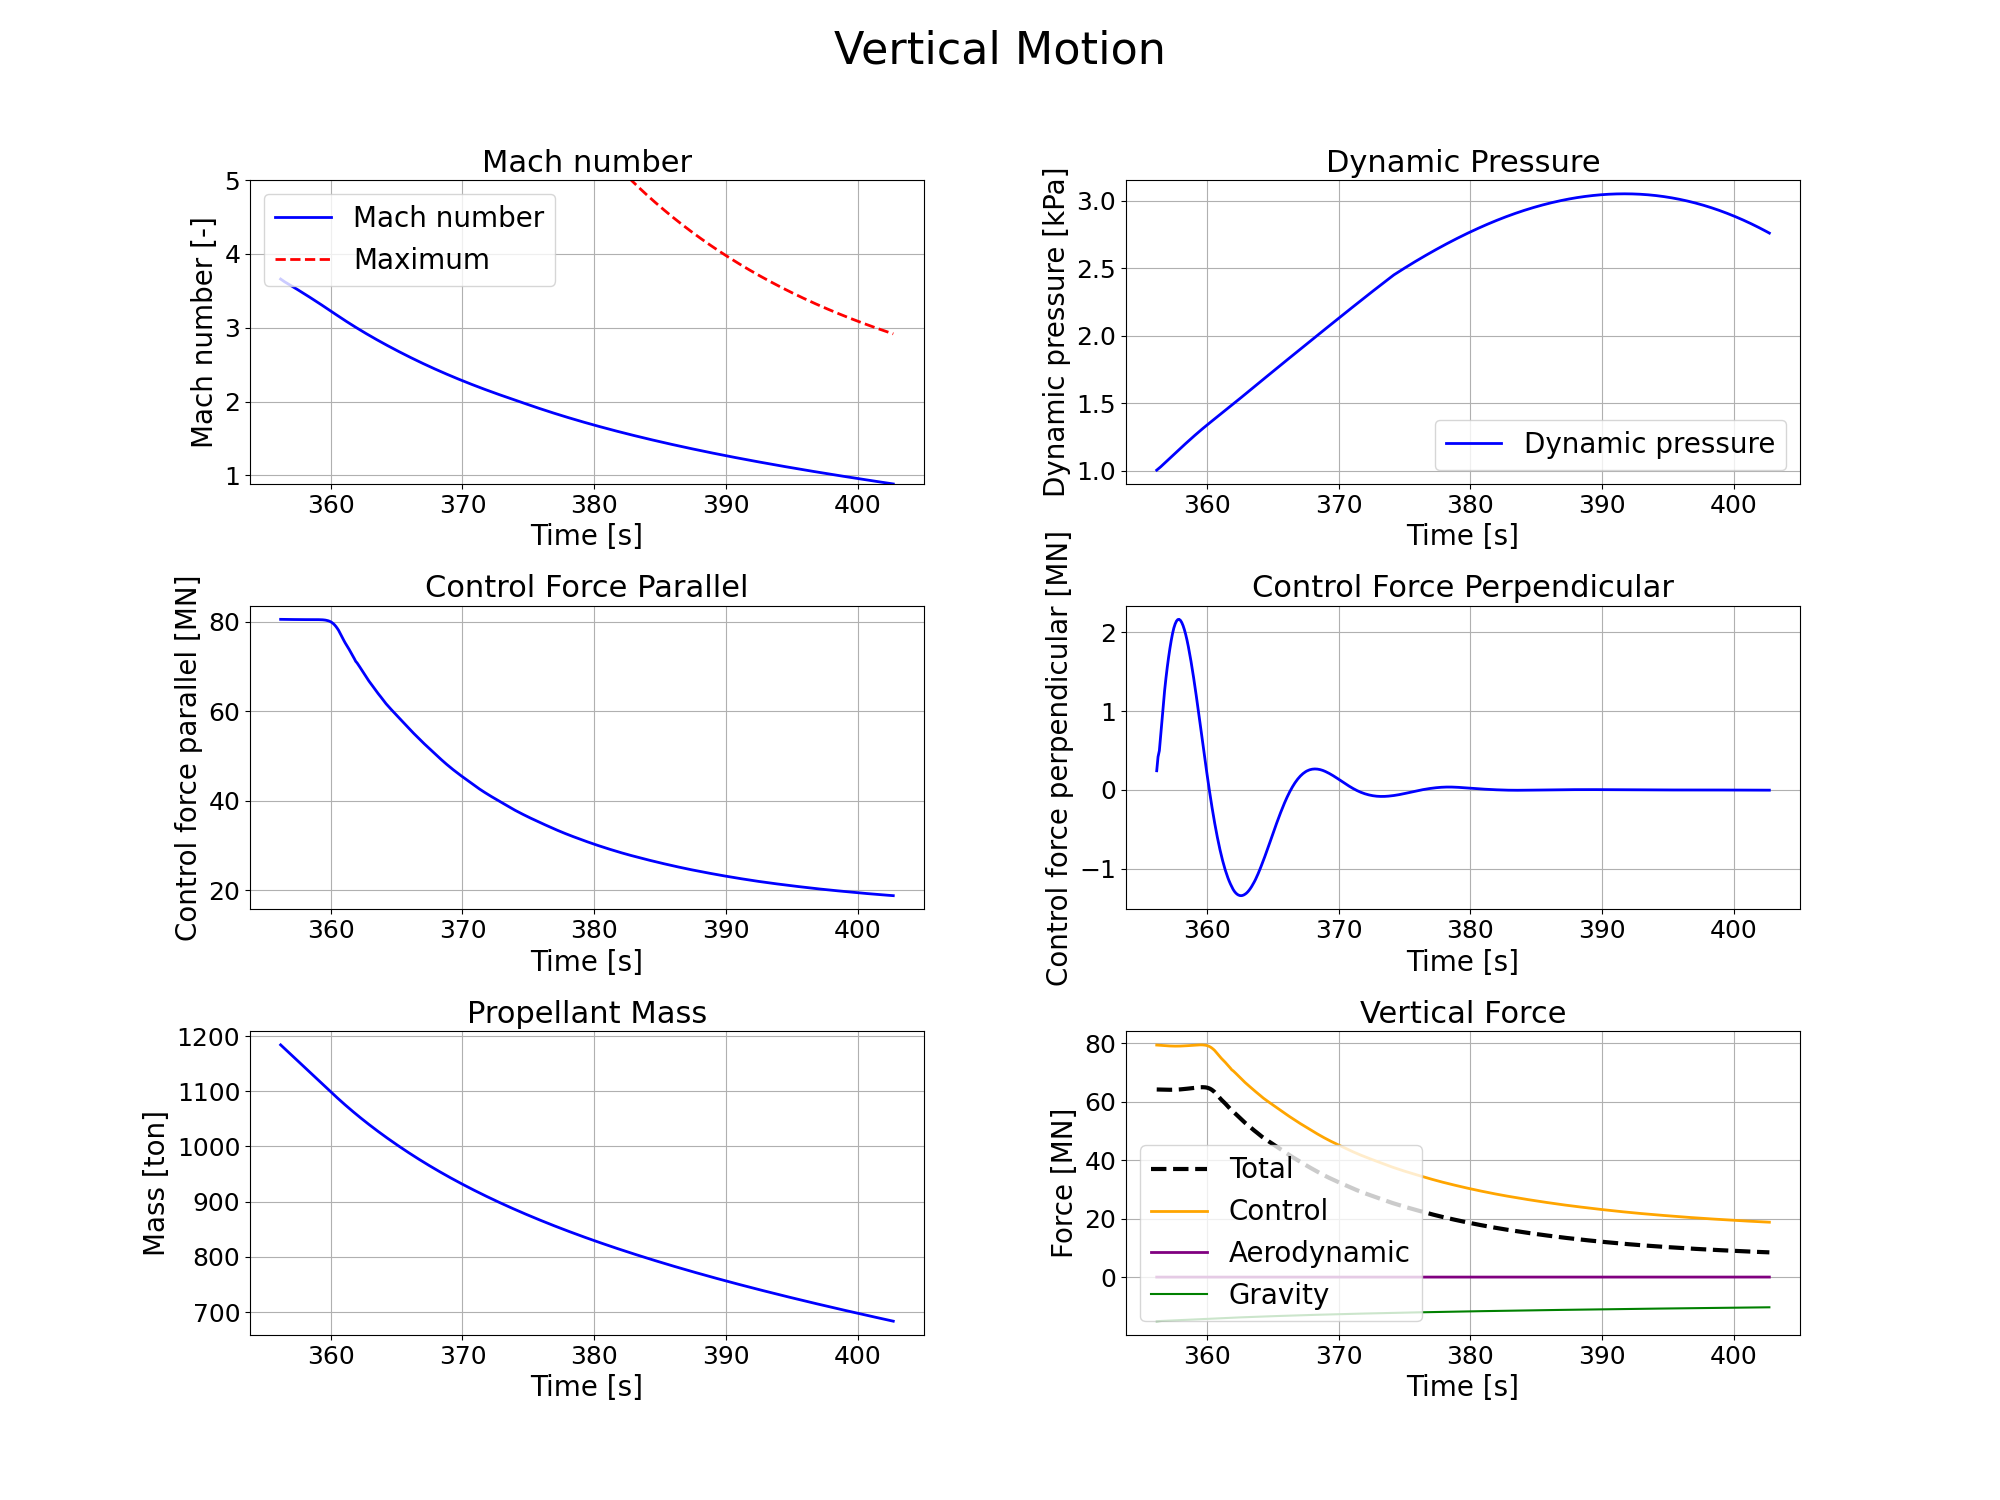 Vertical Motion
Mach number
Mach number [-]
5
4
3
2
1
Mach number
Maximum
360 370 380 390 400
Time [s]
Dynamic Pressure
Dynamic pressure [kPa]
3.0
2.5
2.0
1.5
1.0
Dynamic pressure
360 370 380 390 400
Time [s]
Control Force Parallel
Control force parallel [MN]
80
60
40
20
360 370 380 390 400
Time [s]
Control Force Perpendicular
Control force perpendicular [MN]
2
1
0
−1
360 370 380 390 400
Time [s]
Propellant Mass
Mass [ton]
1200
1100
1000
900
800
700
360 370 380 390 400
Time [s]
Vertical Force
Force [MN]
80
60
40
20
0
Total
Control
Aerodynamic
Gravity
360 370 380 390 400
Time [s]